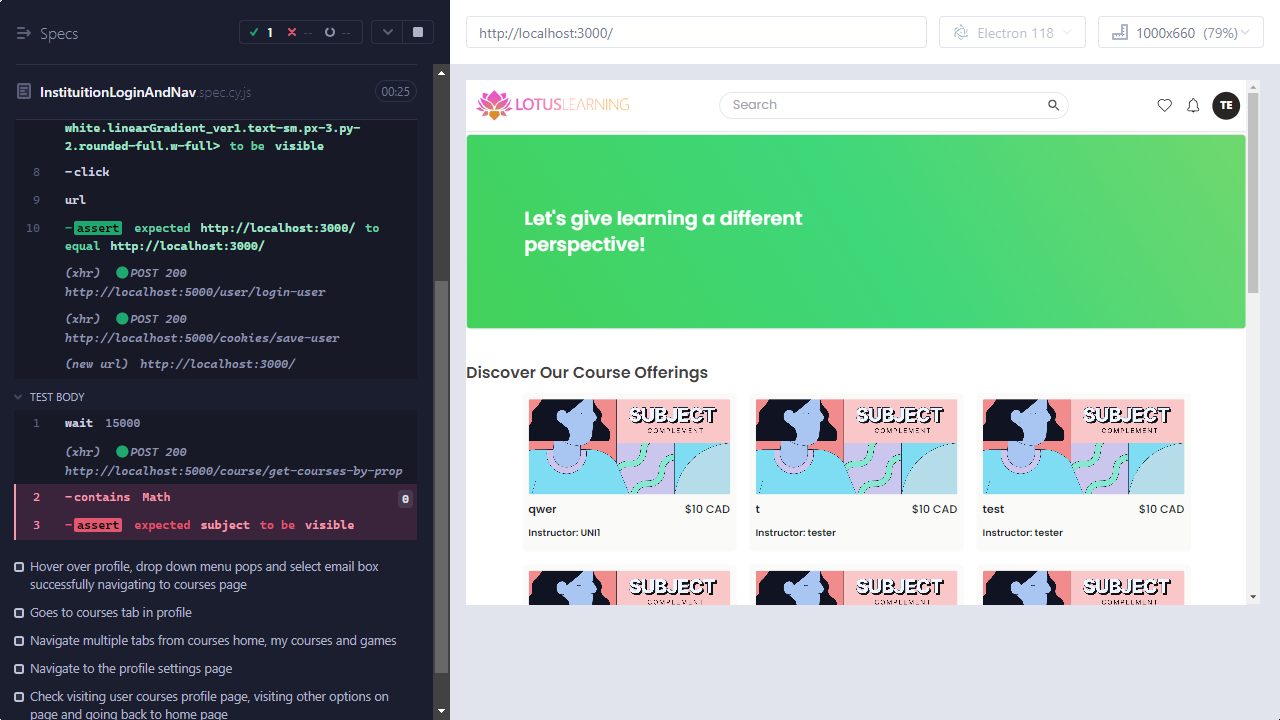 Specs
1
--
--
http://localhost:3000/
Electron 118
1000x660 (79%)
InstituitionLoginAndNav.spec.cy.js
00:25
white.linearGradient_ver1.text-sm.px-3.py-
2.rounded-full.w-full> to be visible
8 -click
9 url
10 -assert expected http://localhost:3000/ to
equal http://localhost:3000/
(xhr) POST 200
http://localhost:5000/user/login-user
(xhr) POST 200
http://localhost:5000/cookies/save-user
(new url) http://localhost:3000/
TEST BODY
1 wait 15000
(xhr) POST 200
http://localhost:5000/course/get-courses-by-prop
2 -contains Math 0
3 -assert expected subject to be visible
Hover over profile, drop down menu pops and select email box
successfully navigating to courses page
Goes to courses tab in profile
Navigate multiple tabs from courses home, my courses and games
Navigate to the profile settings page
Check visiting user courses profile page, visiting other options on
page and going back to home page
LOTUSLEARNING
Search
TE
Let's give learning a different
perspective!
Discover Our Course Offerings
SUBJECT
COMPLEMENT
SUBJECT
COMPLEMENT
SUBJECT
COMPLEMENT
qwer $10 CAD
Instructor: UNI1
t $10 CAD
Instructor: tester
test $10 CAD
Instructor: tester
SUBJECT
COMPLEMENT
SUBJECT
COMPLEMENT
SUBJECT
COMPLEMENT